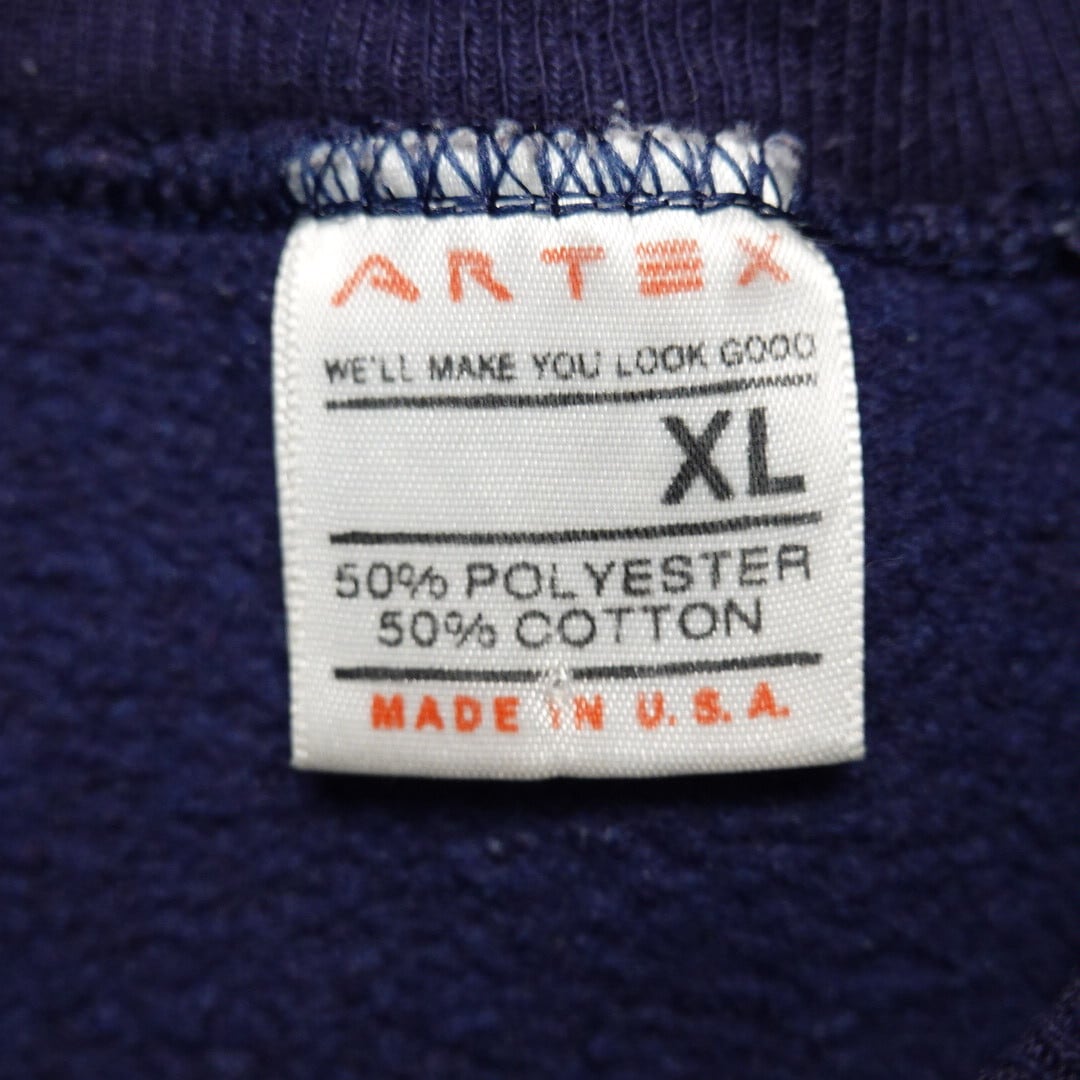 ARTEX
WE'LL MAKE YOU LOOK GOOD
XL
50% POLYESTER
50% COTTON
MADE IN U.S.A.